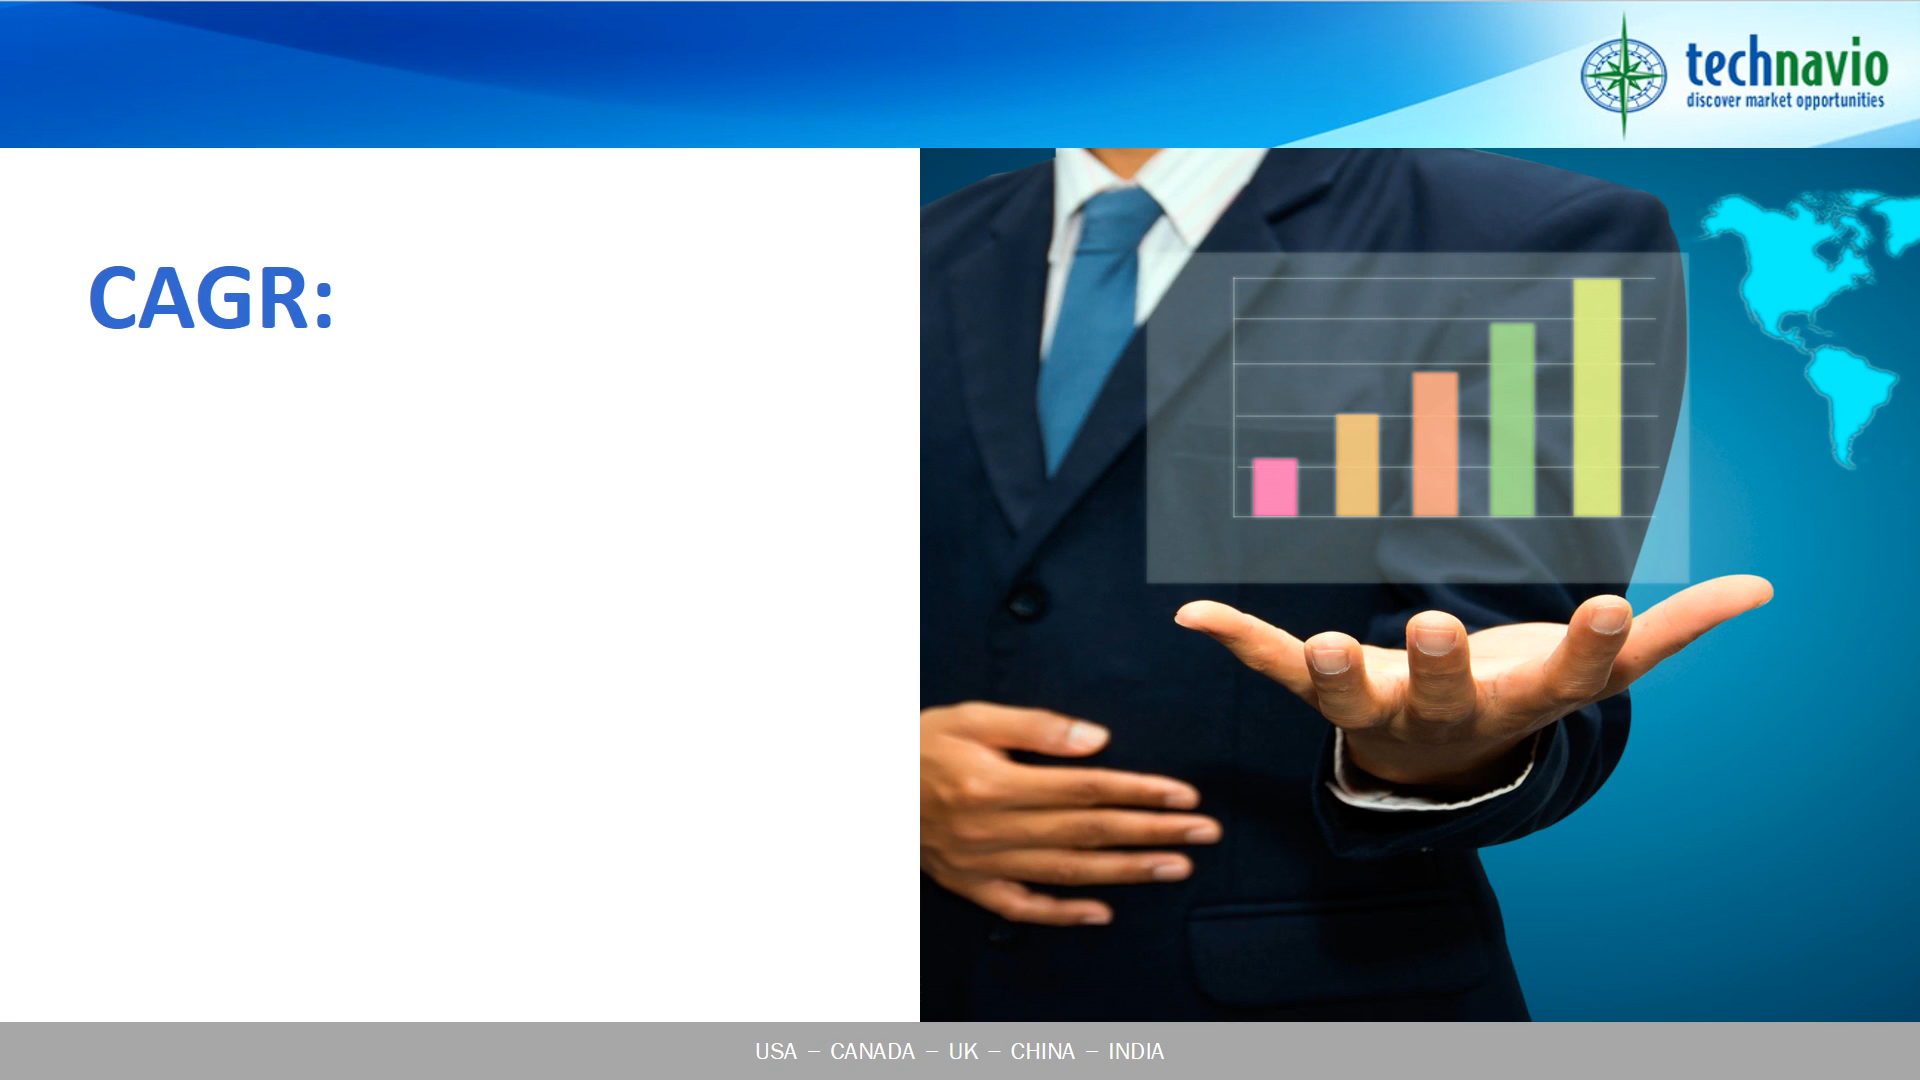 technavio
discover market opportunities
CAGR:
USA – CANADA – UK – CHINA – INDIA